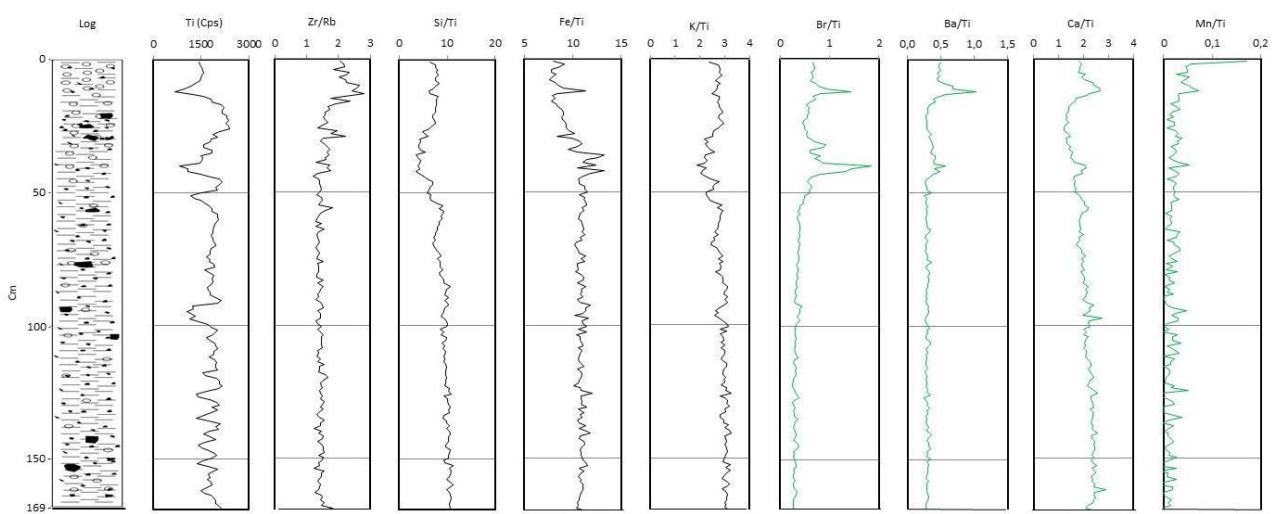 Log Ti (Cps) Zr/Rb Si/Ti Fe/Ti K/Ti Br/Ti Ba/Ti Ca/Ti Mn/Ti
0 1500 3000 0 1 2 3 0 10 20 5 10 15 0 1 2 3 4 0 1 2 0,0 0,5 1,0 1,5 0 1 2 3 4 0 0,1 0,2
0
50
Cm
100
150
169